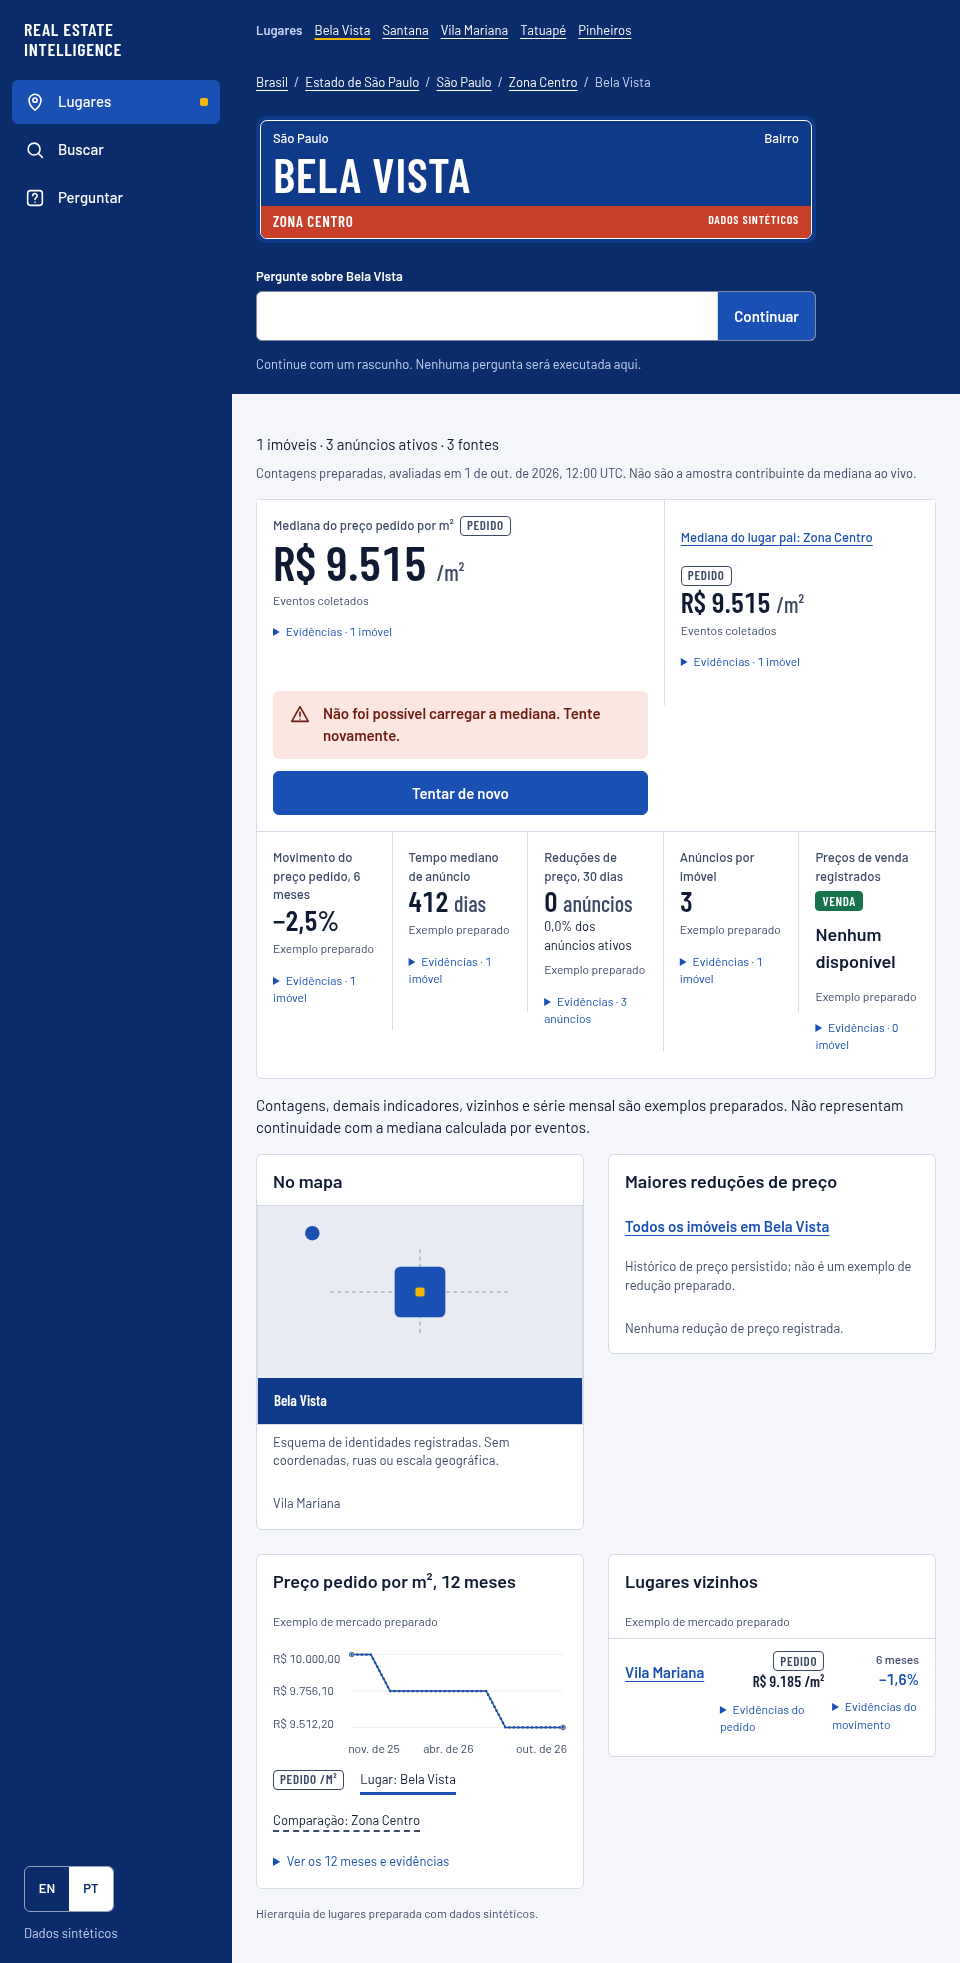 REAL ESTATE
INTELLIGENCE
Lugares
Buscar
Perguntar
Lugares Bela Vista Santana Vila Mariana Tatuapé Pinheiros
Brasil / Estado de São Paulo / São Paulo / Zona Centro / Bela Vista
São Paulo Bairro
BELA VISTA
ZONA CENTRO DADOS SINTÉTICOS
Pergunte sobre Bela Vista
Continuar
Continue com um rascunho. Nenhuma pergunta será executada aqui.
1 imóveis · 3 anúncios ativos · 3 fontes
Contagens preparadas, avaliadas em 1 de out. de 2026, 12:00 UTC. Não são a amostra contribuinte da mediana ao vivo.
Mediana do preço pedido por m² PEDIDO
R$ 9.515 /m²
Eventos coletados
Evidências · 1 imóvel
Não foi possível carregar a mediana. Tente
novamente.
Tentar de novo
Mediana do lugar pai: Zona Centro
PEDIDO
R$ 9.515 /m²
Eventos coletados
Evidências · 1 imóvel
Movimento do
preço pedido, 6
meses
−2,5%
Exemplo preparado
Evidências · 1
imóvel
Tempo mediano
de anúncio
412 dias
Exemplo preparado
Evidências · 1
imóvel
Reduções de
preço, 30 dias
0 anúncios
0,0% dos
anúncios ativos
Exemplo preparado
Evidências · 3
anúncios
Anúncios por
imóvel
3
Exemplo preparado
Evidências · 1
imóvel
Preços de venda
registrados
VENDA
Nenhum
disponível
Exemplo preparado
Evidências · 0
imóvel
Contagens, demais indicadores, vizinhos e série mensal são exemplos preparados. Não representam
continuidade com a mediana calculada por eventos.
No mapa
Bela Vista
Esquema de identidades registradas. Sem
coordenadas, ruas ou escala geográfica.
Vila Mariana
Maiores reduções de preço
Todos os imóveis em Bela Vista
Histórico de preço persistido; não é um exemplo de
redução preparado.
Nenhuma redução de preço registrada.
Preço pedido por m², 12 meses
Exemplo de mercado preparado
R$ 10.000,00
R$ 9.756,10
R$ 9.512,20
nov. de 25 abr. de 26 out. de 26
PEDIDO /M² Lugar: Bela Vista
Comparação: Zona Centro
Ver os 12 meses e evidências
Lugares vizinhos
Exemplo de mercado preparado
Vila Mariana
PEDIDO
R$ 9.185 /m²
Evidências do
pedido
6 meses
−1,6%
Evidências do
movimento
Hierarquia de lugares preparada com dados sintéticos.
EN PT
Dados sintéticos